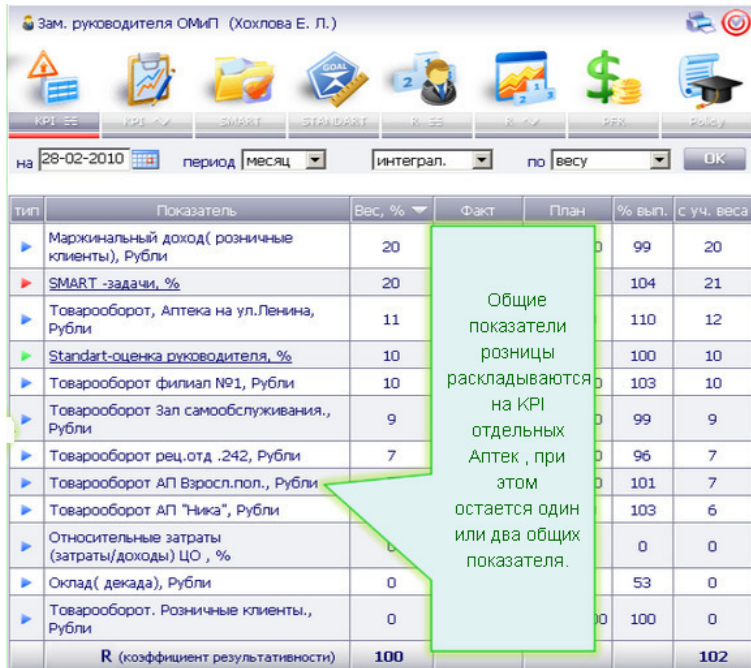 Зам. руководителя ОМиП (Хохлова Е. Л.)
GOAL
1 2 3
KPI KPI SMART STANDART R R PFR Policy
на 28-02-2010 период месяц интеграл. по весу OK
тип Показатель Вес, % Факт План % вып. с уч. веса
Маржинальный доход( розничные
клиенты), Рубли 20 99 20
SMART -задачи, % 20 104 21
Товарооборот, Аптека на ул.Ленина,
Рубли 11 110 12
Standart-оценка руководителя, % 10 100 10
Товарооборот филиал №1, Рубли 10 103 10
Товарооборот Зал самообслуживания.,
Рубли 9 99 9
Товарооборот рец.отд .242, Рубли 7 96 7
Товарооборот АП Взросл.пол., Рубли 101 7
Товарооборот АП "Ника", Рубли 103 6
Относительные затраты
(затраты/доходы) ЦО , % 0 0
Оклад( декада), Рубли 0 53 0
Товарооборот. Розничные клиенты.,
Рубли 0 100 0
R (коэффициент результативности) 100 102
Общие
показатели
розницы
раскладываются
на KPI
отдельных
Аптек , при
этом
остается один
или два общих
показателя.